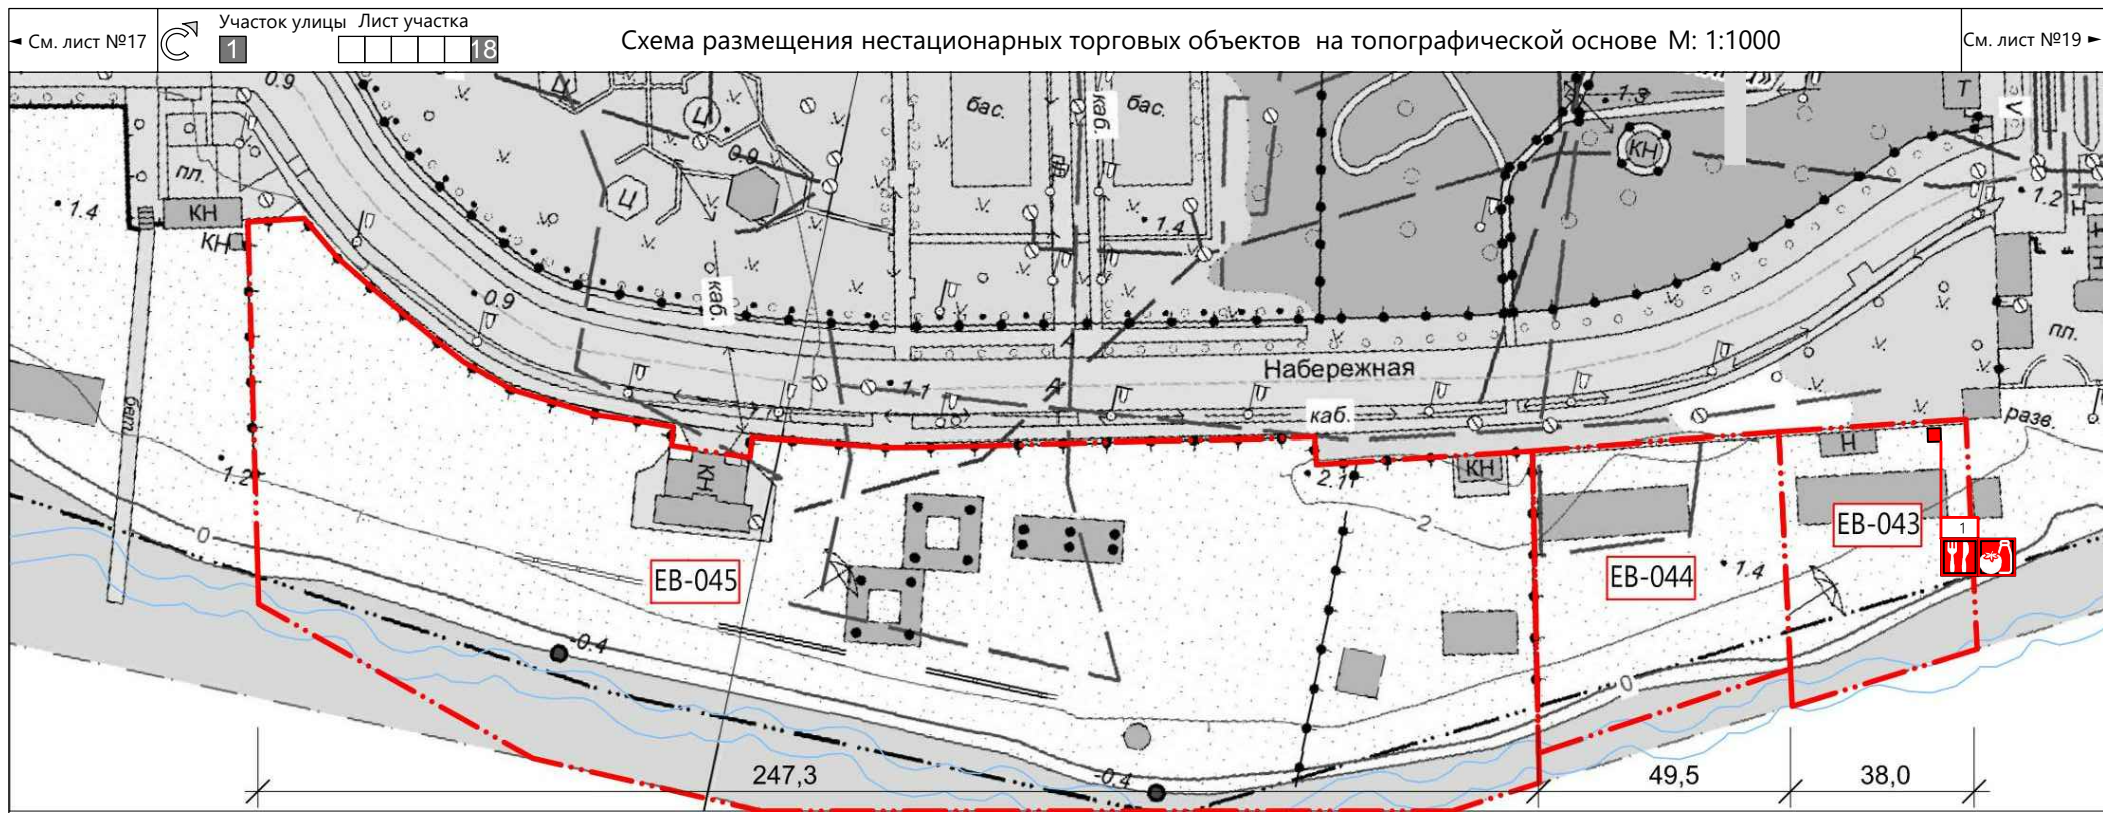 ◄ См. лист №17
Участок улицы Лист участка
1 18
Схема размещения нестационарных торговых объектов на топографической основе М: 1:1000
См. лист №19 ►
0.9
Ц
бас.
каб.
бас.
1.3
Т
V
0.9
КН
пл.
1.4
КН
КН
Ц
1.4
1.2
Н
0.9
каб.
А
Набережная
пл.
1.1
А
каб.
разв.
бет
1.2
КН
2.1
КН
Н
2
0
ЕВ-045
ЕВ-044
1.4
ЕВ-043
1
-0.4
0
-0.4
247,3
49,5
38,0